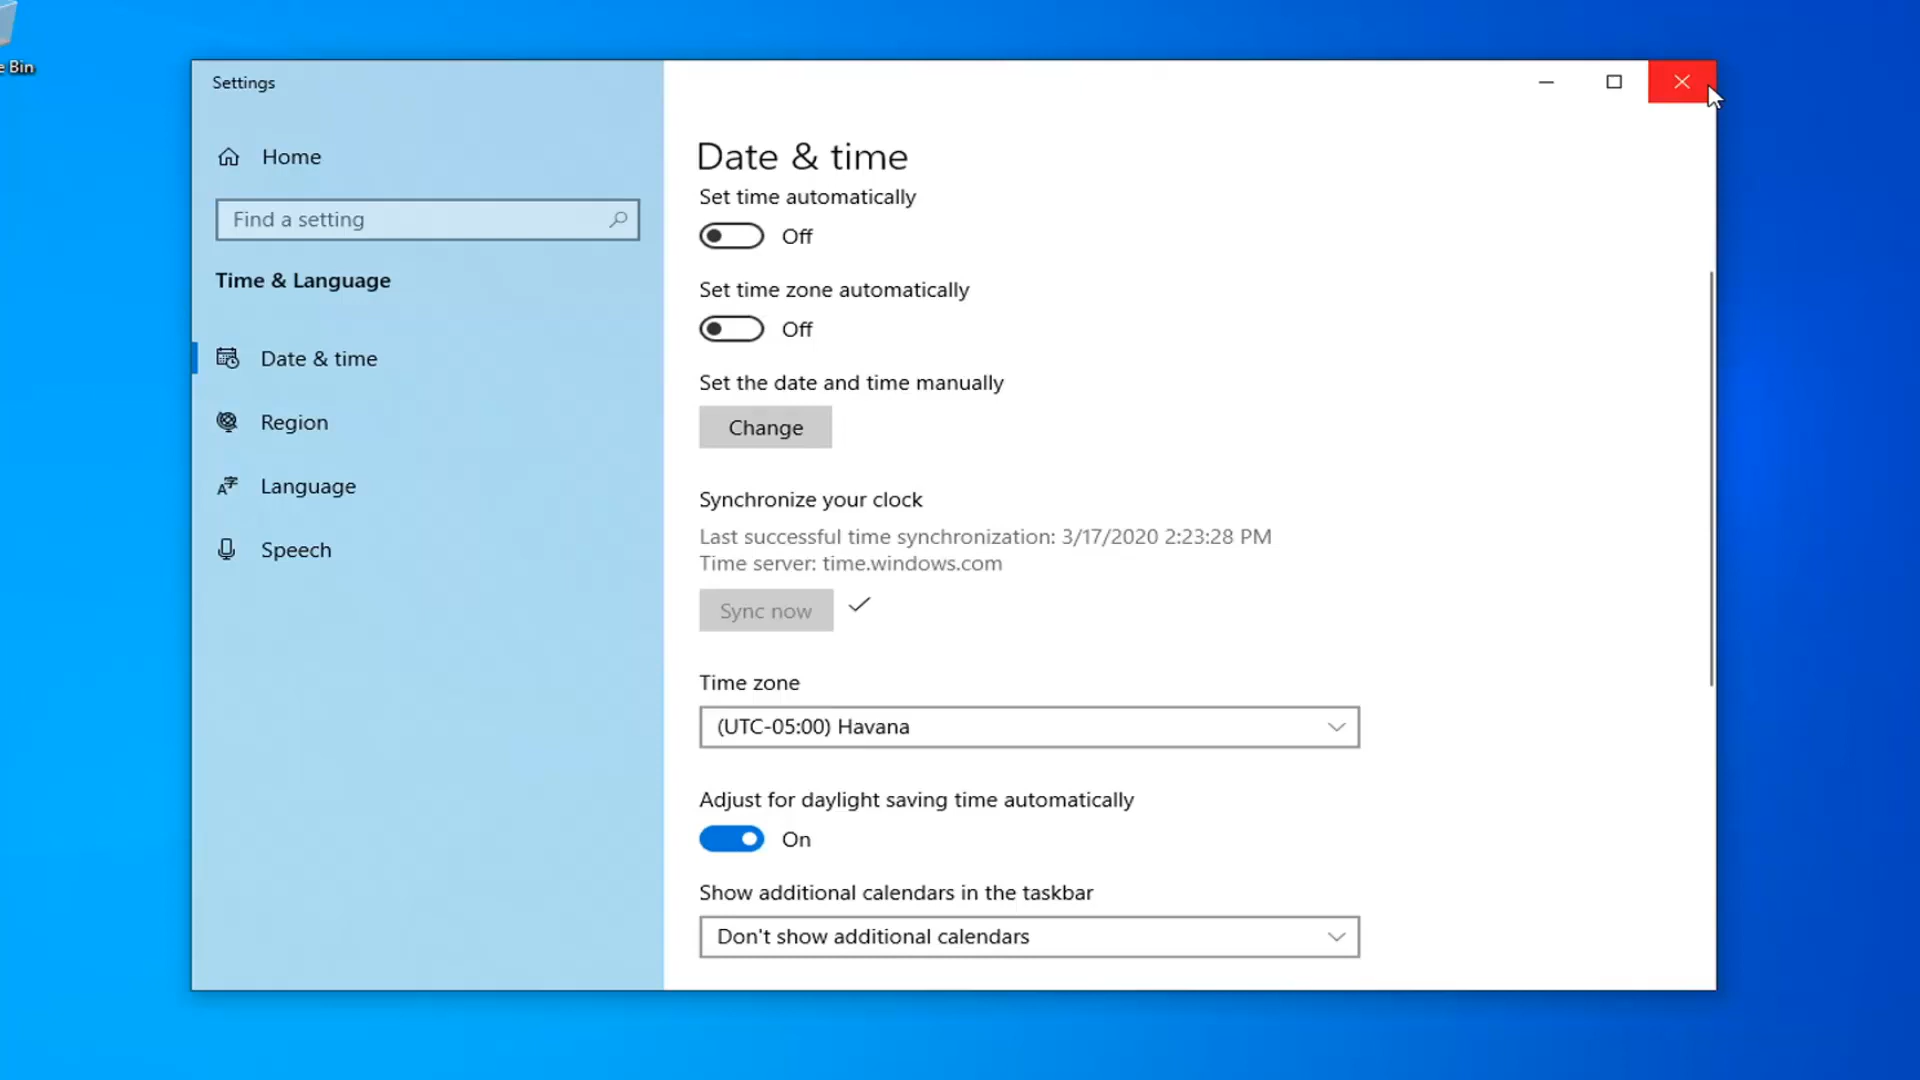 e Bin
Settings
Home
Find a setting
Time & Language
Date & time
Region
Language
Speech
Date & time
Set time automatically
Off
Set time zone automatically
Off
Set the date and time manually
Change
Synchronize your clock
Last successful time synchronization: 3/17/2020 2:23:28 PM
Time server: time.windows.com
Sync now
Time zone
(UTC-05:00) Havana
Adjust for daylight saving time automatically
On
Show additional calendars in the taskbar
Don't show additional calendars